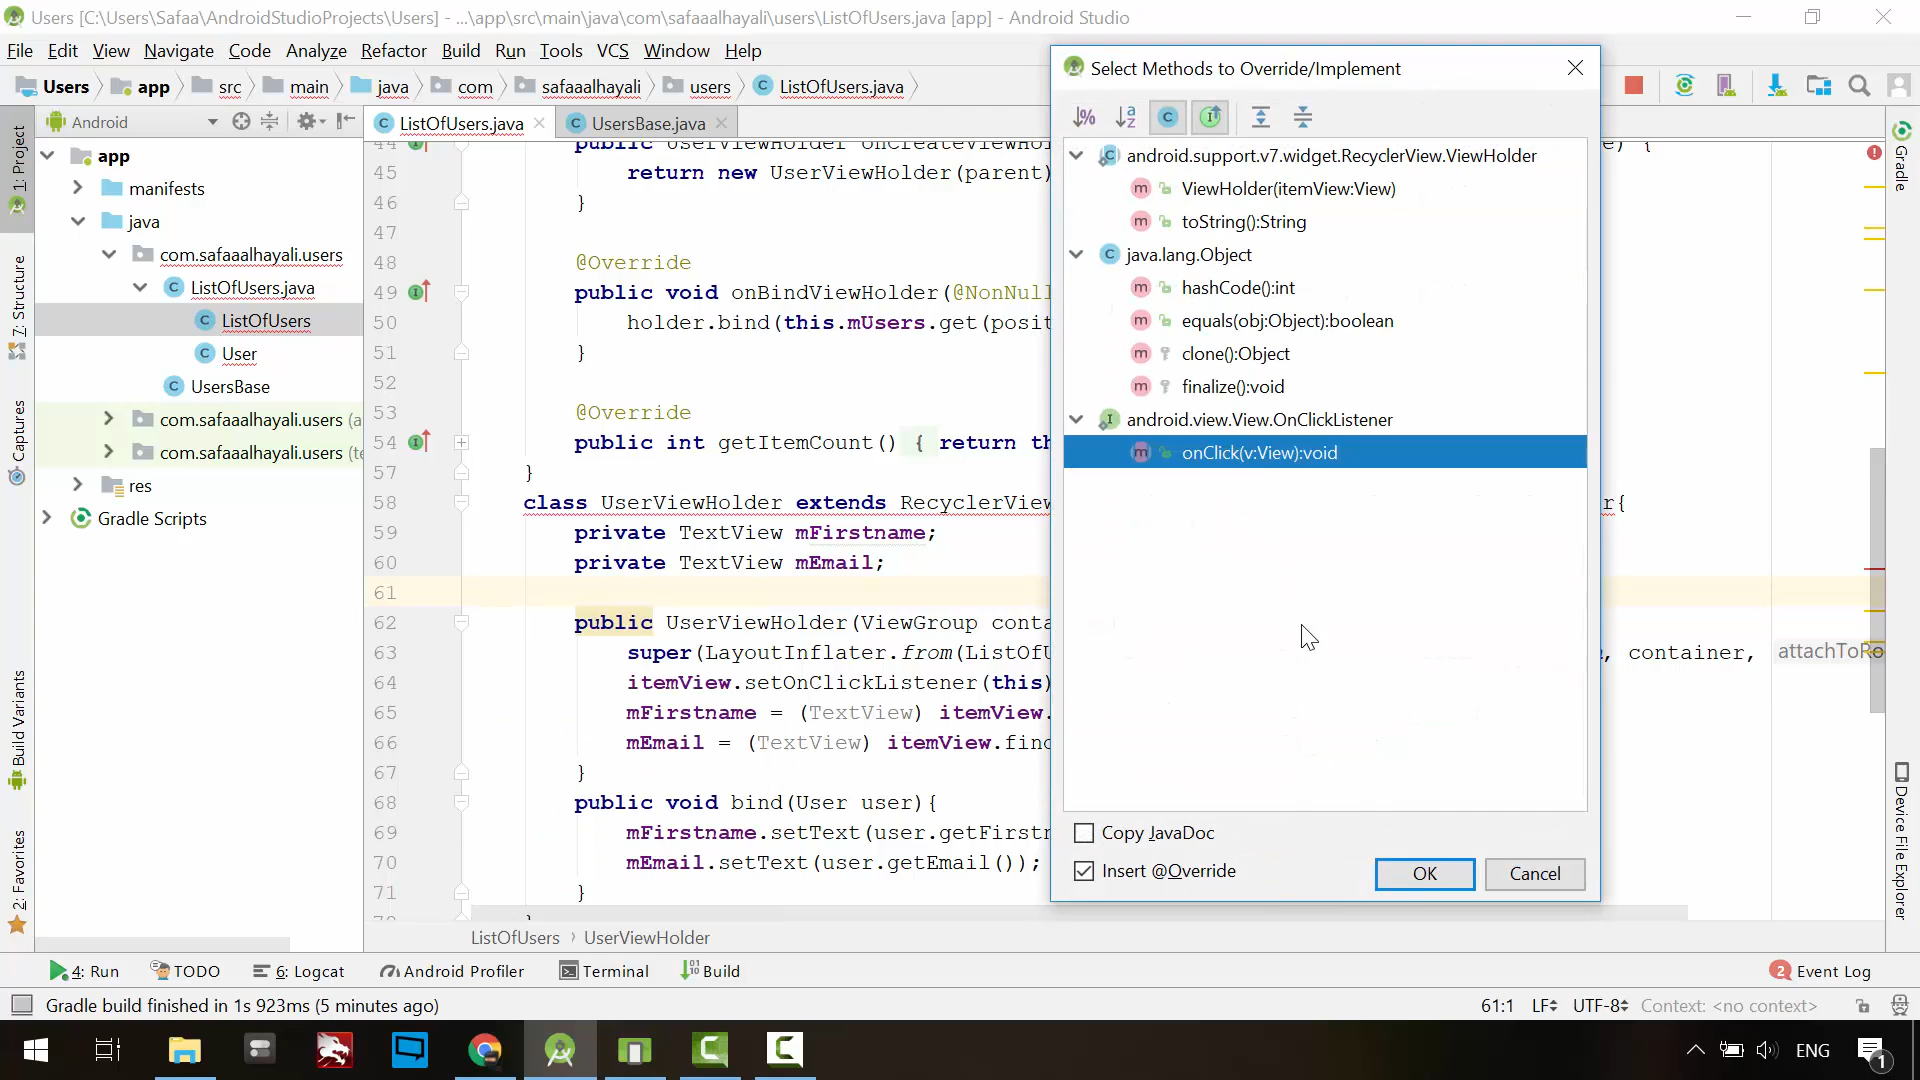 Users [C:\Users\Safaa\AndroidStudioProjects\Users] - ...\app\src\main\java\com\safaaalhayali\users\ListOfUsers.java [app] - Android Studio
File Edit View Navigate Code Analyze Refactor Build Run Tools VCS Window Help
Users app src main java com safaaalhayali users ListOfUsers.java
Android
ListOfUsers.java
UsersBase.java
app
manifests
java
com.safaaalhayali.users
ListOfUsers.java
ListOfUsers
User
UsersBase
com.safaaalhayali.users (a
com.safaaalhayali.users (te
res
Gradle Scripts
1: Project
7: Structure
Captures
Build Variants
2: Favorites
44 public UserViewHolder onCreateViewHol
45 return new UserViewHolder(parent)
46 }
47
48 @Override
49 public void onBindViewHolder(@NonNul
50 holder.bind(this.mUsers.get(posit
51 }
52
53 @Override
54 public int getItemCount() { return th
57 }
58 class UserViewHolder extends RecyclerView r{
59 private TextView mFirstname;
60 private TextView mEmail;
61
62 public UserViewHolder(ViewGroup conta
63 super(LayoutInflater.from(ListOfU , container, attachToRo
64 itemView.setOnClickListener(this)
65 mFirstname = (TextView) itemView.
66 mEmail = (TextView) itemView.find
67 }
68 public void bind(User user){
69 mFirstname.setText(user.getFirstn
70 mEmail.setText(user.getEmail());
71 }
ListOfUsers › UserViewHolder
Select Methods to Override/Implement
android.support.v7.widget.RecyclerView.ViewHolder
ViewHolder(itemView:View)
toString():String
java.lang.Object
hashCode():int
equals(obj:Object):boolean
clone():Object
finalize():void
android.view.View.OnClickListener
onClick(v:View):void
Copy JavaDoc
Insert @Override
OK
Cancel
Gradle
Device File Explorer
4: Run TODO 6: Logcat Android Profiler Terminal Build
2 Event Log
Gradle build finished in 1s 923ms (5 minutes ago)
61:1 LF UTF-8 Context: <no context>
ENG
1